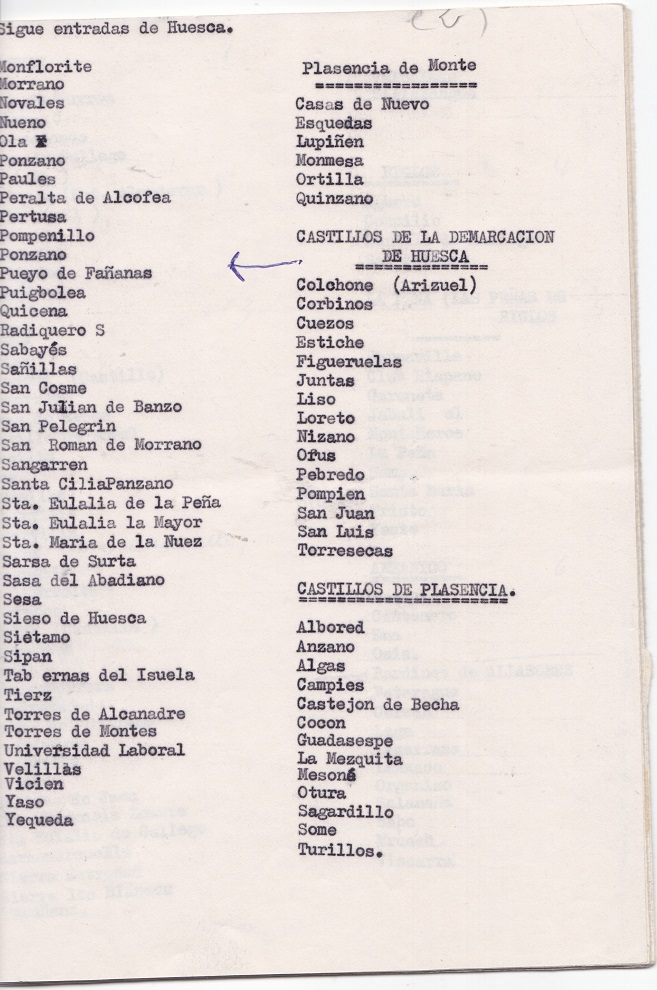 Sigue entradas de Huesca.
(2)
Monflorite
Morrano
Novales
Nueno
Ola
Ponzano
Paules
Peralta de Alcofea
Pertusa
Pompenillo
Ponzano
Pueyo de Fañanas
Puigbolea
Quicena
Radiquero S
Sabayés
Sañillas
San Cosme
San Julian de Banzo
San Pelegrin
San Roman de Morrano
Sangarren
Santa CiliaPanzano
Sta. Eulalia de la Peña
Sta. Eulalia la Mayor
Sta. Maria de la Nuez
Sarsa de Surta
Sasa del Abadiano
Sesa
Sieso de Huesca
Siétamo
Sipan
Tab ernas del Isuela
Tierz
Torres de Alcanadre
Torres de Montes
Universidad Laboral
Velillas
Vicien
Yaso
Yequeda
Plasencia de Monte
Casas de Nuevo
Esquedas
Lupiñen
Monmesa
Ortilla
Quinzano
CASTILLOS DE LA DEMARCACION
DE HUESCA
Colchone (Arizuel)
Corbinos
Cuezos
Estiche
Figueruelas
Juntas
Liso
Loreto
Nizano
Orus
Pebredo
Pompien
San Juan
San Luis
Torresecas
CASTILLOS DE PLASENCIA.
Albored
Anzano
Algas
Campies
Castejon de Becha
Cocon
Guadasespe
La Mezquita
Mesoné
Otura
Sagardillo
Some
Turillos.